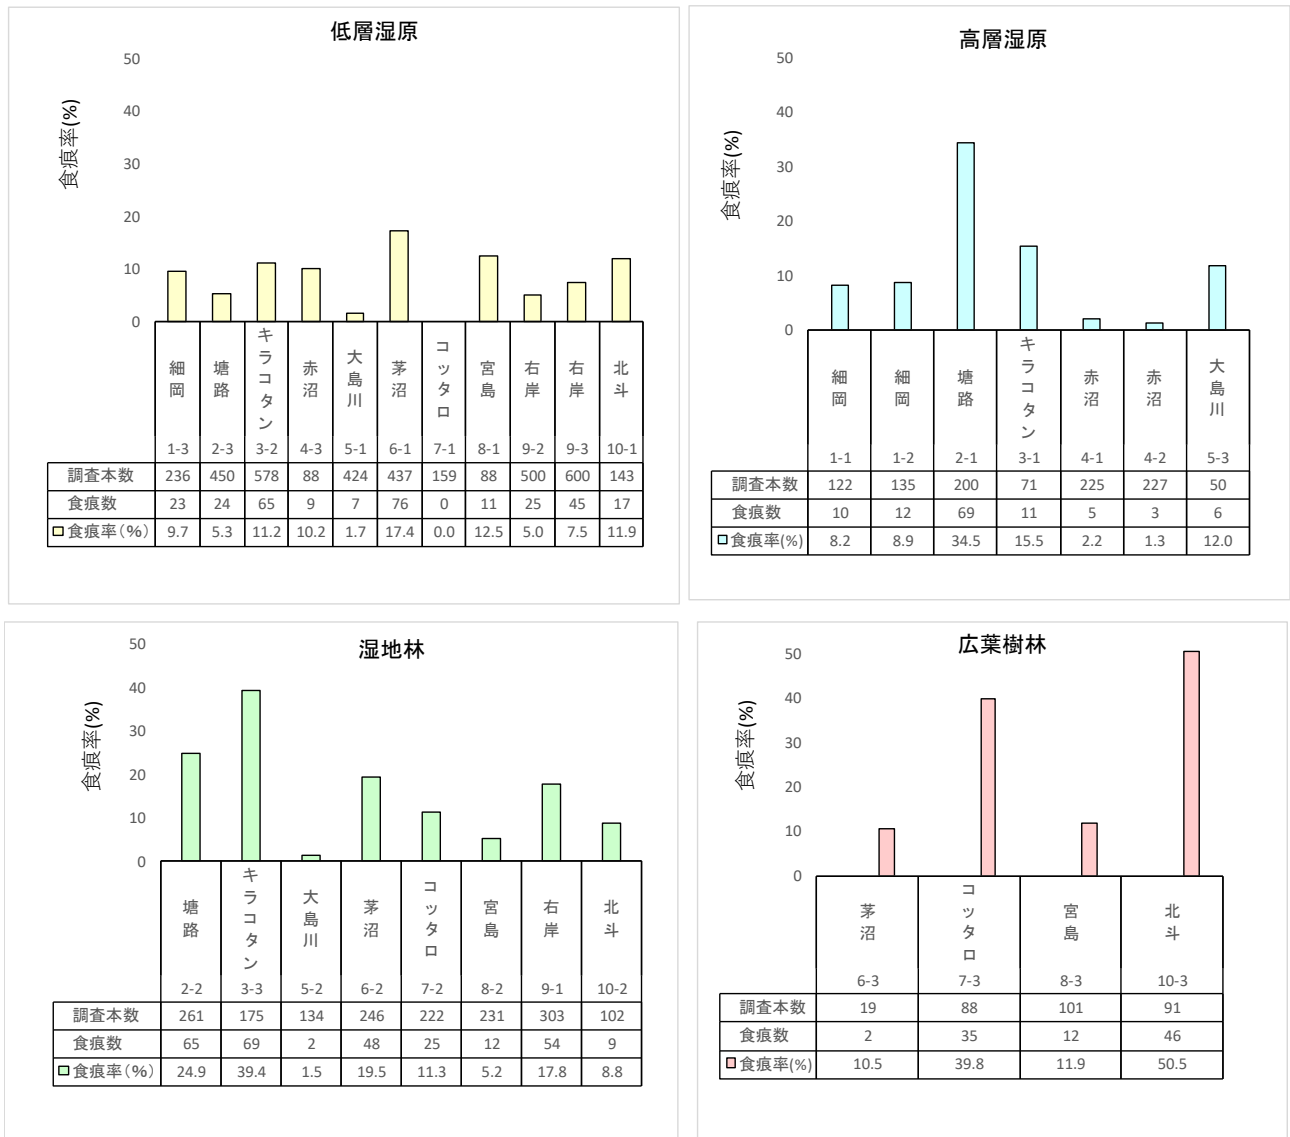 低層湿原
食痕率(%)
50
40
30
20
10
0
細岡 塘路 キラコタン 赤沼 大島川 茅沼 コッタロ 宮島 右岸 右岸 北斗
1-3 2-3 3-2 4-3 5-1 6-1 7-1 8-1 9-2 9-3 10-1
調査本数 236 450 578 88 424 437 159 88 500 600 143
食痕数 23 24 65 9 7 76 0 11 25 45 17
食痕率(%) 9.7 5.3 11.2 10.2 1.7 17.4 0.0 12.5 5.0 7.5 11.9
高層湿原
食痕率(%)
50
40
30
20
10
0
細岡 細岡 塘路 キラコタン 赤沼 赤沼 大島川
1-1 1-2 2-1 3-1 4-1 4-2 5-3
調査本数 122 135 200 71 225 227 50
食痕数 10 12 69 11 5 3 6
食痕率(%) 8.2 8.9 34.5 15.5 2.2 1.3 12.0
湿地林
食痕率(%)
50
40
30
20
10
0
塘路 キラコタン 大島川 茅沼 コッタロ 宮島 右岸 北斗
2-2 3-3 5-2 6-2 7-2 8-2 9-1 10-2
調査本数 261 175 134 246 222 231 303 102
食痕数 65 69 2 48 25 12 54 9
食痕率(%) 24.9 39.4 1.5 19.5 11.3 5.2 17.8 8.8
広葉樹林
食痕率(%)
50
40
30
20
10
0
茅沼 コッタロ 宮島 北斗
6-3 7-3 8-3 10-3
調査本数 19 88 101 91
食痕数 2 35 12 46
食痕率(%) 10.5 39.8 11.9 50.5